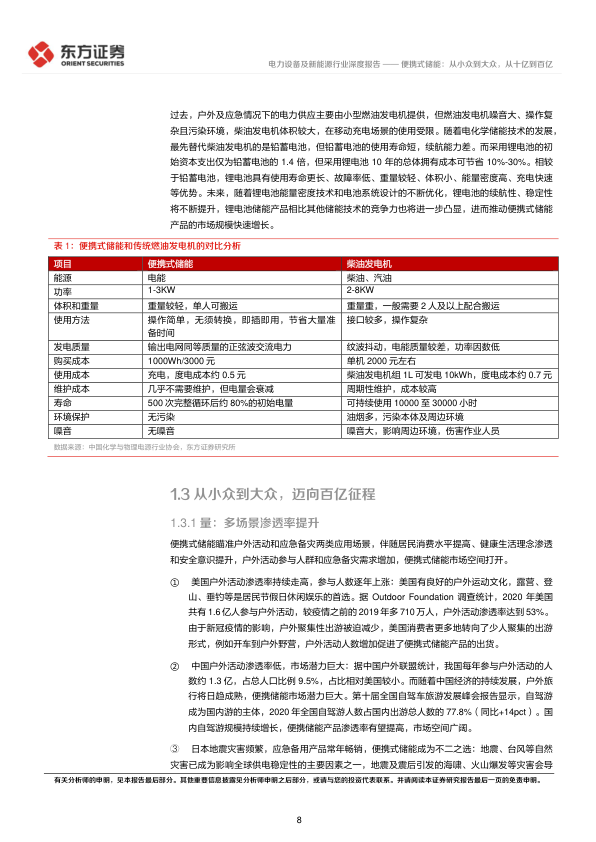 东方证券
ORIENT SECURITIES
电力设备及新能源行业深度报告 —— 便携式储能：从小众到大众，从十亿到百亿
过去，户外及应急情况下的电力供应主要由小型燃油发电机提供，但燃油发电机噪音大、操作复
杂且污染环境，柴油发电机体积较大，在移动充电场景的使用受限。随着电化学储能技术的发展，
最先替代柴油发电机的是铅蓄电池，但铅蓄电池的使用寿命短，续航能力差。而采用锂电池的初
始资本支出仅为铅蓄电池的 1.4 倍，但采用锂电池 10 年的总体拥有成本可节省 10%-30%。相较
于铅蓄电池，锂电池具有使用寿命更长、故障率低、重量较轻、体积小、能量密度高、充电快速
等优势。未来，随着锂电池能量密度技术和电池系统设计的不断优化，锂电池的续航性、稳定性
将不断提升，锂电池储能产品相比其他储能技术的竞争力也将进一步凸显，进而推动便携式储能
产品的市场规模快速增长。
表 1：便携式储能和传统燃油发电机的对比分析
项目 便携式储能 柴油发电机
能源 电能 柴油、汽油
功率 1-3KW 2-8KW
体积和重量 重量较轻，单人可搬运 重量重，一般需要 2 人及以上配合搬运
使用方法 操作简单，无须转换，即插即用，节省大量准 接口较多，操作复杂
备时间
发电质量 输出电网同等质量的正弦波交流电力 纹波抖动，电能质量较差，功率因数低
购买成本 1000Wh/3000 元 单机 2000 元左右
使用成本 充电，度电成本约 0.5 元 柴油发电机组 1L 可发电 10kWh，度电成本约 0.7 元
维护成本 几乎不需要维护，但电量会衰减 周期性维护，成本较高
寿命 500 次完整循环后约 80%的初始电量 可持续使用 10000 至 30000 小时
环境保护 无污染 油烟多，污染本体及周边环境
噪音 无噪音 噪音大，影响周边环境，伤害作业人员
数据来源：中国化学与物理电源行业协会，东方证券研究所
1.3 从小众到大众，迈向百亿征程
1.3.1 量：多场景渗透率提升
便携式储能瞄准户外活动和应急备灾两类应用场景，伴随居民消费水平提高、健康生活理念渗透
和安全意识提升，户外活动参与人群和应急备灾需求增加，便携式储能市场空间打开。
① 美国户外活动渗透率持续走高，参与人数逐年上涨：美国有良好的户外运动文化，露营、登
山、垂钓等是居民节假日休闲娱乐的首选。据 Outdoor Foundation 调查统计，2020 年美国
共有 1.6 亿人参与户外活动，较疫情之前的 2019 年多 710 万人，户外活动渗透率达到 53%。
由于新冠疫情的影响，户外聚集性出游被迫减少，美国消费者更多地转向了少人聚集的出游
形式，例如开车到户外野营，户外活动人数增加促进了便携式储能产品的出货。
② 中国户外活动渗透率低，市场潜力巨大：据中国户外联盟统计，我国每年参与户外活动的人
数约 1.3 亿，占总人口比例 9.5%，占比相对美国较小。而随着中国经济的持续发展，户外旅
行将日趋成熟，便携储能市场潜力巨大。第十届全国自驾车旅游发展峰会报告显示，自驾游
成为国内游的主体，2020 年全国自驾游人数占国内出游总人数的 77.8%（同比+14pct）。国
内自驾游规模持续增长，便携储能产品渗透率有望提高，市场空间广阔。
③ 日本地震灾害频繁，应急备用产品常年畅销，便携式储能成为不二之选：地震、台风等自然
灾害已成为影响全球供电稳定性的主要因素之一，地震及震后引发的海啸、火山爆发等灾害会导
有关分析师的申明，见本报告最后部分。其他重要信息披露见分析师申明之后部分，或请与您的投资代表联系。并请阅读本证券研究报告最后一页的免责申明。
8